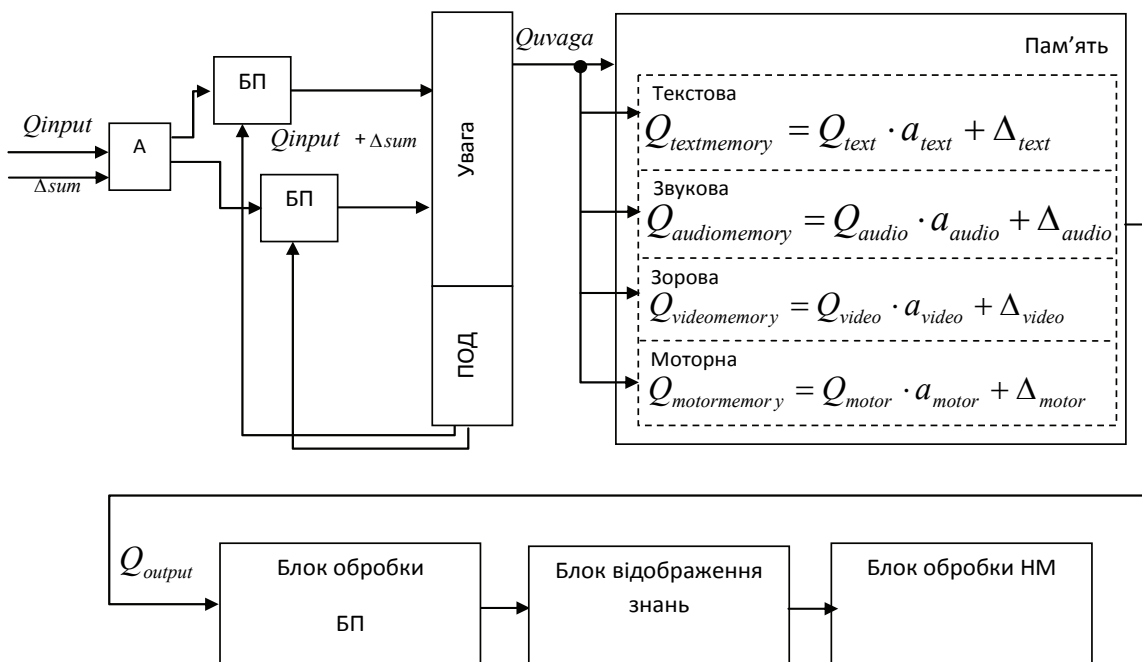 Qinput
Δsum
А
БП
Qinput + Δsum
БП
Увага
ПОД
Quvaga
Пам’ять
Текстова
Q_textmemory = Q_text · a_text + Δ_text
Звукова
Q_audiomemory = Q_audio · a_audio + Δ_audio
Зорова
Q_videomemory = Q_video · a_video + Δ_video
Моторна
Q_motormemory = Q_motor · a_motor + Δ_motor
Q_output
Блок обробки
БП
Блок відображення
знань
Блок обробки НМ